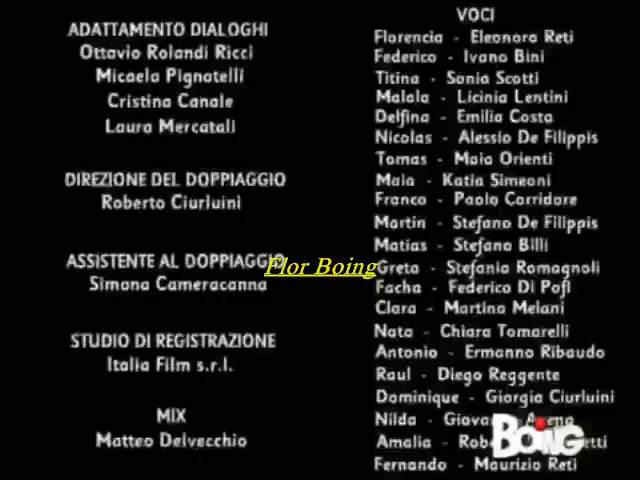 ADATTAMENTO DIALOGHI
Ottavio Rolandi Ricci
Micaela Pignatelli
Cristina Canale
Laura Mercatali
DIREZIONE DEL DOPPIAGGIO
Roberto Ciurluini
ASSISTENTE AL DOPPIAGGIO
Simona Cameracanna
STUDIO DI REGISTRAZIONE
Italia Film s.r.l.
MIX
Matteo Delvecchio
Flor Boing
VOCI
Florencia - Eleonora Reti
Federico - Ivano Bini
Titina - Sonia Scotti
Malala - Licinia Lentini
Delfina - Emilia Costa
Nicolas - Alessio De Filippis
Tomas - Maia Orienti
Maia - Katia Simeoni
Franco - Paolo Corridore
Martin - Stefano De Filippis
Matias - Stefano Billi
Greta - Stefania Romagnoli
Facha - Federico Di Pofi
Clara - Martina Melani
Nata - Chiara Tomarelli
Antonio - Ermanno Ribaudo
Raul - Diego Reggente
Dominique - Giorgia Ciurluini
Nilda -
Amalia -
Fernando - Maurizio Reti
BOING